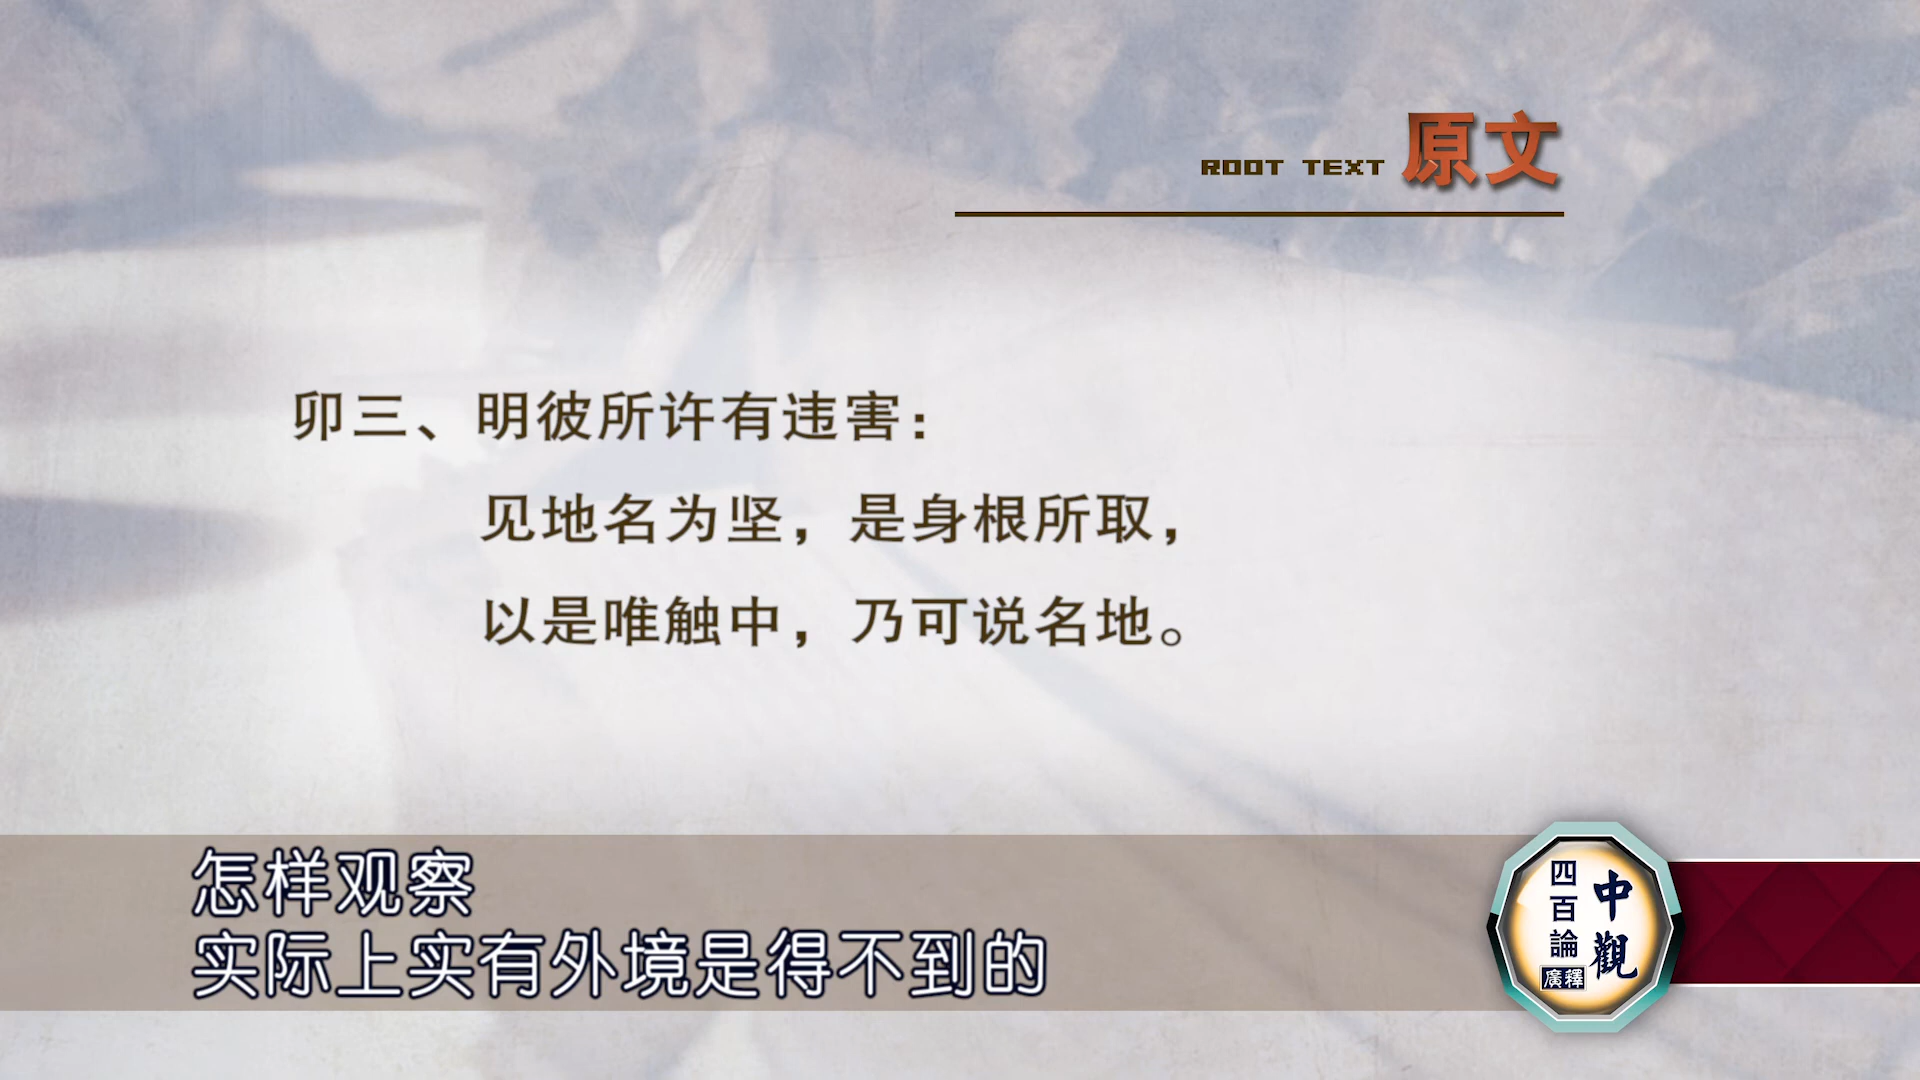 ROOT TEXT 原文
卯三、明彼所许有违害：
见地名为坚，是身根所取，
以是唯触中，乃可说名地。
怎样观察
实际上实有外境是得不到的
中觀
四百論
廣釋